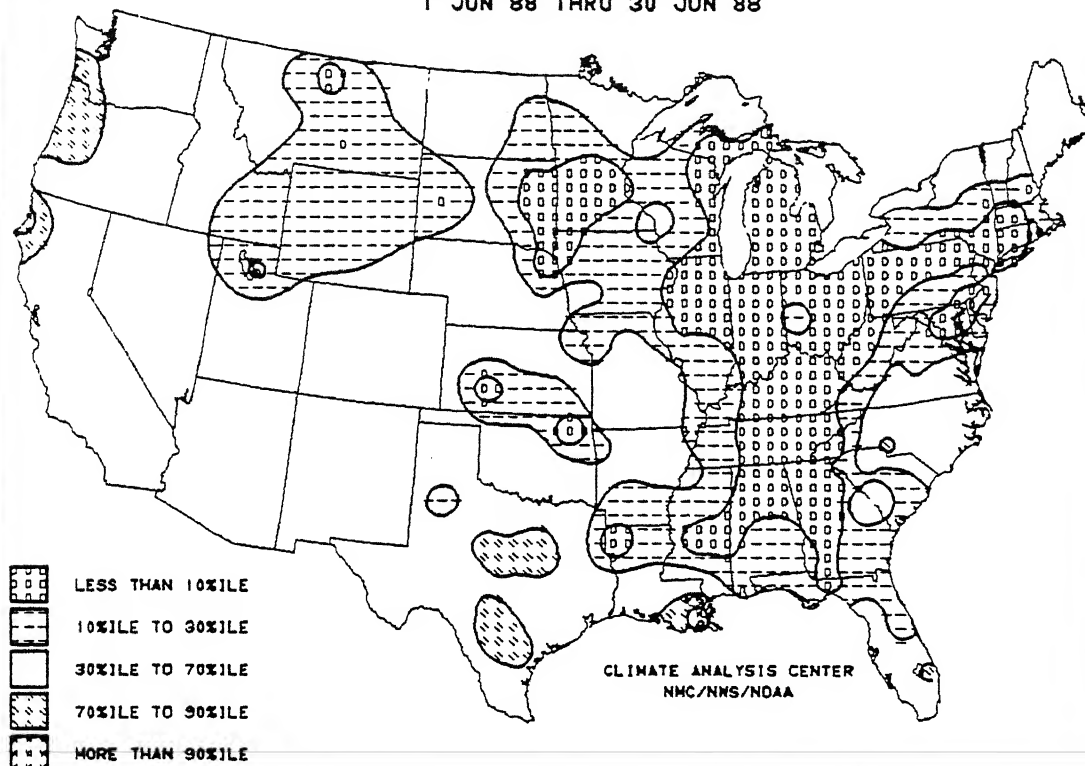 1 JUN 88 THRU 30 JUN 88
LESS THAN 10%ILE
10%ILE TO 30%ILE
30%ILE TO 70%ILE
70%ILE TO 90%ILE
MORE THAN 90%ILE
CLIMATE ANALYSIS CENTER
NMC/NWS/NOAA